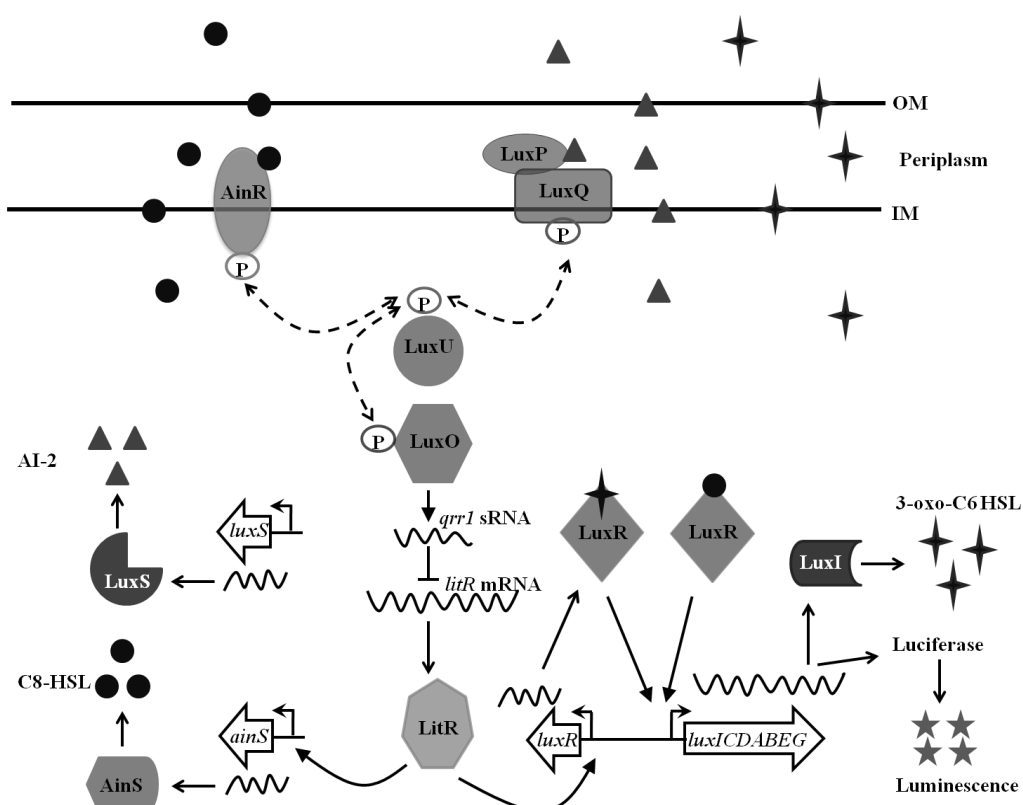 OM
LuxP
Periplasm
AinR
LuxQ
IM
P
P
P
LuxU
P
LuxO
AI-2
3-oxo-C6 HSL
qrr1 sRNA
luxS
LuxR
LuxR
LuxI
LuxS
litR mRNA
Luciferase
C8-HSL
LitR
ainS
luxR
luxICDABEG
AinS
Luminescence